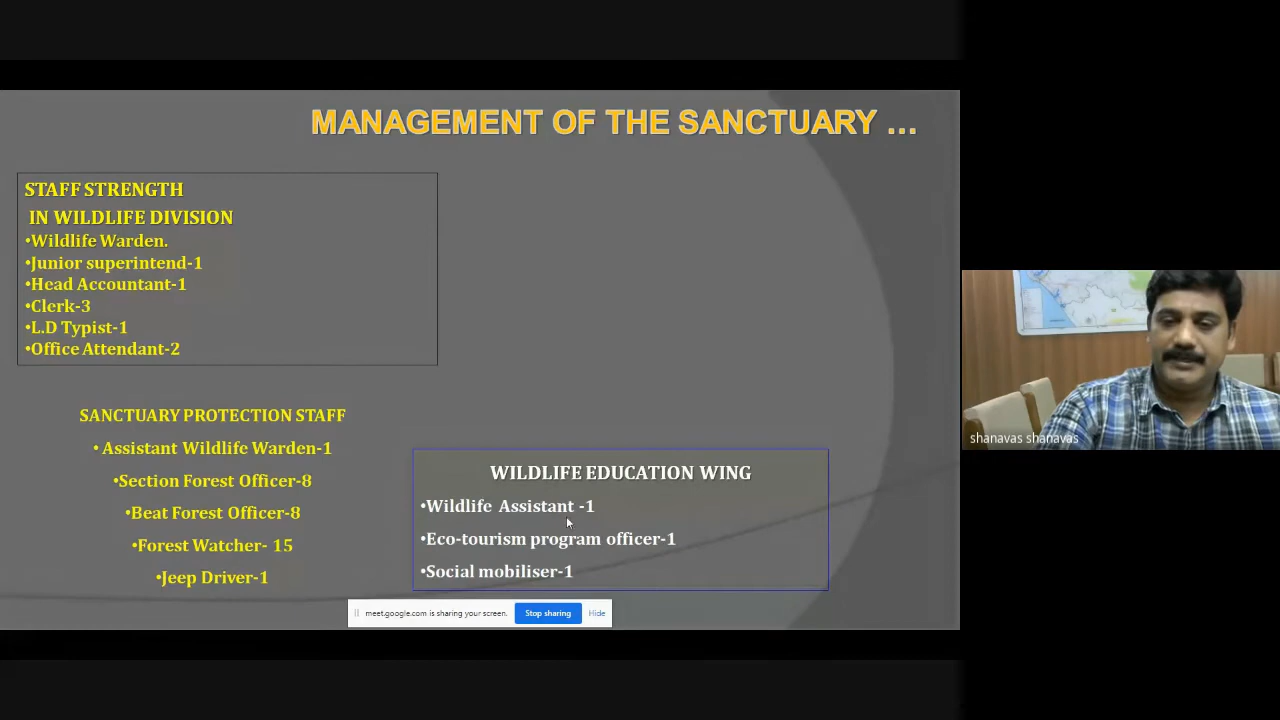 MANAGEMENT OF THE SANCTUARY ...
STAFF STRENGTH
IN WILDLIFE DIVISION
•Wildlife Warden.
•Junior superintend-1
•Head Accountant-1
•Clerk-3
•L.D Typist-1
•Office Attendant-2
SANCTUARY PROTECTION STAFF
• Assistant Wildlife Warden-1
•Section Forest Officer-8
•Beat Forest Officer-8
•Forest Watcher- 15
•Jeep Driver-1
WILDLIFE EDUCATION WING
•Wildlife Assistant -1
•Eco-tourism program officer-1
•Social mobiliser-1
meet.google.com is sharing your screen. Stop sharing Hide
shanavas shanavas